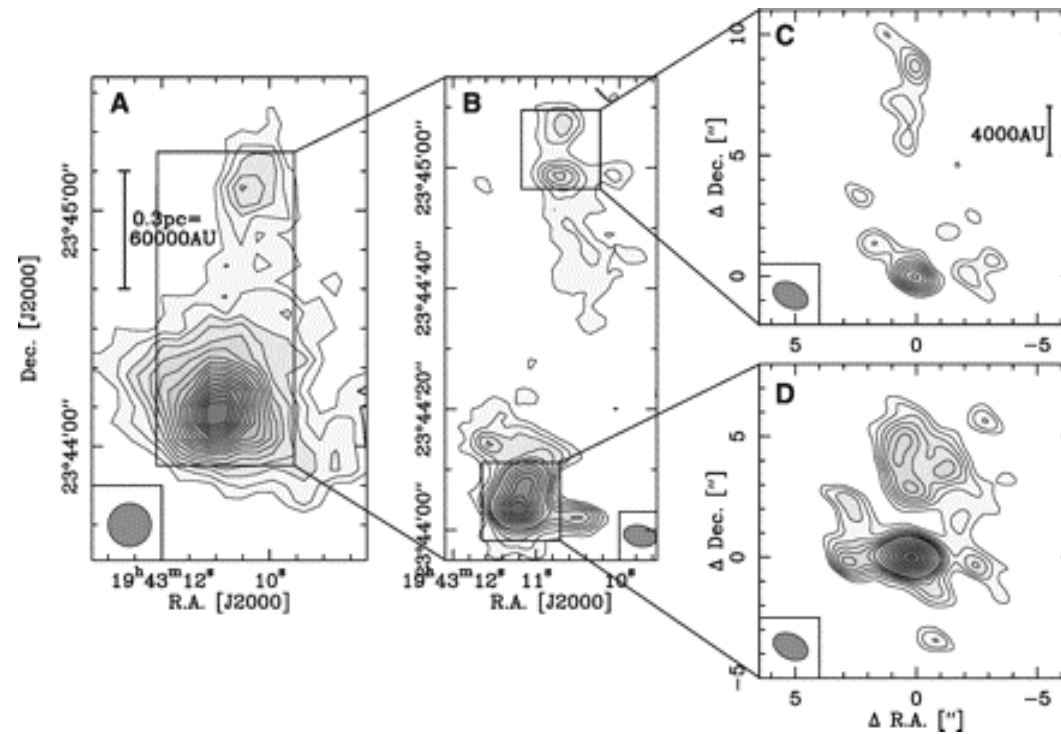 A
0.3pc=
60000AU
23°45'00"
23°44'00"
Dec. [J2000]
19ʰ43ᵐ12ˢ 10ˢ
R.A. [J2000]
B
23°45'00"
23°44'40"
23°44'20"
23°44'00"
19ʰ43ᵐ12ˢ 11ˢ 10ˢ
R.A. [J2000]
C
4000AU
10
5
0
Δ Dec. ["]
5 0 -5
D
5
0
-5
Δ Dec. ["]
5 0 -5
Δ R.A. ["]